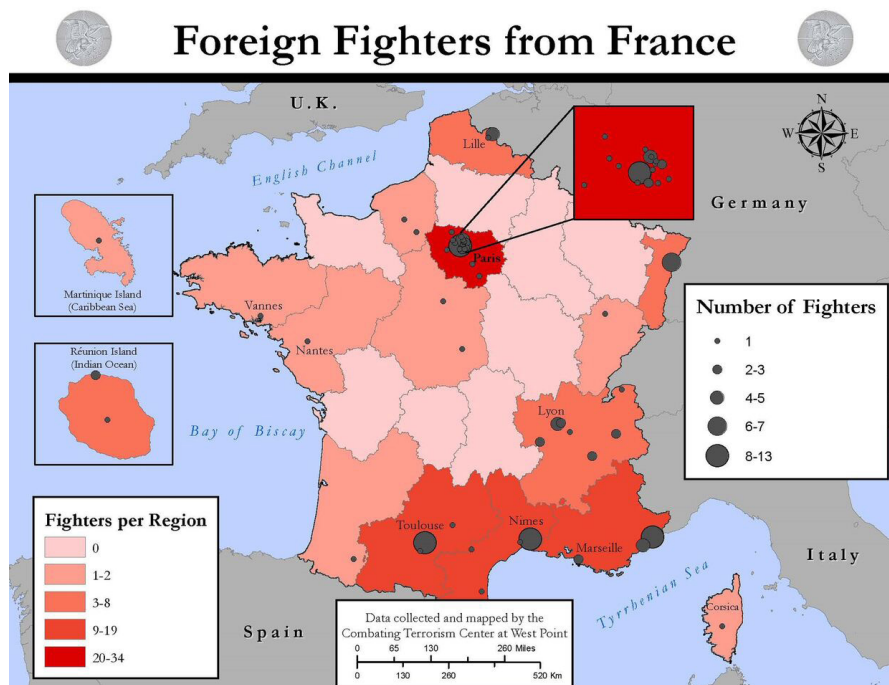 Foreign Fighters from France
U.K.
English Channel
Lille
Paris
Germany
N
W E
S
Martinique Island
(Caribbean Sea)
Vannes
Nantes
Réunion Island
(Indian Ocean)
Bay of Biscay
Lyon
Number of Fighters
1
2-3
4-5
6-7
8-13
Fighters per Region
0
1-2
3-8
9-19
20-34
Toulouse
Nimes
Marseille
Italy
Tyrrhenian Sea
Corsica
Spain
Data collected and mapped by the
Combating Terrorism Center at West Point
0 65 130 260 Miles
0 130 260 520 Km